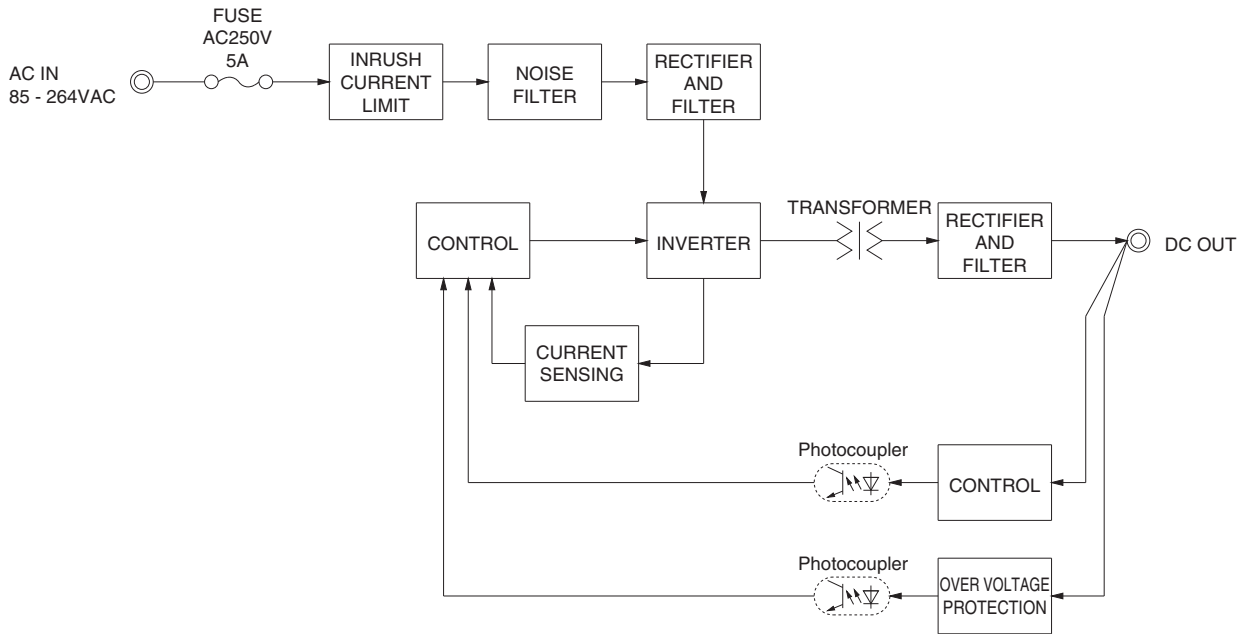 FUSE
AC250V
5A
AC IN
85 - 264VAC
INRUSH
CURRENT
LIMIT
NOISE
FILTER
RECTIFIER
AND
FILTER
CONTROL
INVERTER
TRANSFORMER
RECTIFIER
AND
FILTER
DC OUT
CURRENT
SENSING
Photocoupler
CONTROL
Photocoupler
OVER VOLTAGE
PROTECTION